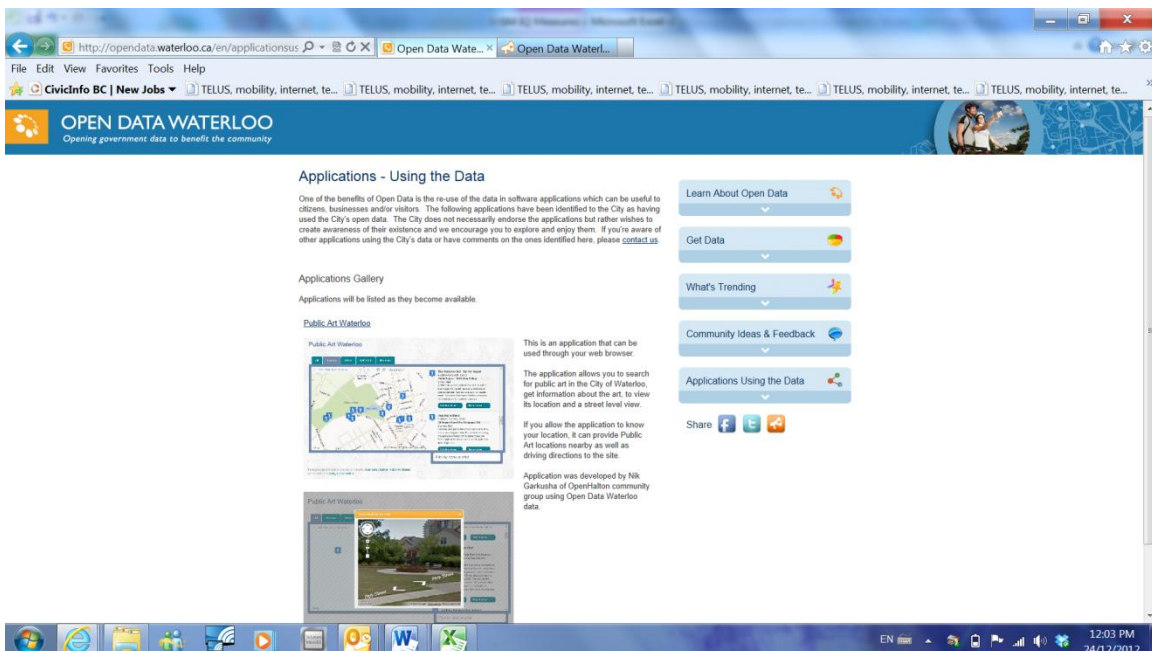 http://opendata.waterloo.ca/en/applicationsus
Open Data Wate...
Open Data Waterl...
File Edit View Favorites Tools Help
CivicInfo BC | New Jobs
TELUS, mobility, internet, te...
TELUS, mobility, internet, te...
TELUS, mobility, internet, te...
TELUS, mobility, internet, te...
TELUS, mobility, internet, te...
TELUS, mobility, internet, te...
OPEN DATA WATERLOO
Opening government data to benefit the community
Applications - Using the Data
One of the benefits of Open Data is the re-use of the data in software applications which can be useful to
citizens, businesses and/or visitors. The following applications have been identified to the City as having
used the City's open data. The City does not necessarily endorse the applications but rather wishes to
create awareness of their existence and we encourage you to explore and enjoy them. If you're aware of
other applications using the City's data or have comments on the ones identified here, please contact us.
Applications Gallery
Applications will be listed as they become available.
Public Art Waterloo
Public Art Waterloo
This is an application that can be
used through your web browser.
The application allows you to search
for public art in the City of Waterloo,
get information about the art, to view
its location and a street level view.
If you allow the application to know
your location, it can provide Public
Art locations nearby as well as
driving directions to the site.
Application was developed by Nik
Garkusha of OpenHalton community
group using Open Data Waterloo
data.
Public Art Waterloo
Learn About Open Data
Get Data
What's Trending
Community Ideas & Feedback
Applications Using the Data
Share
EN
12:03 PM
24/12/2012